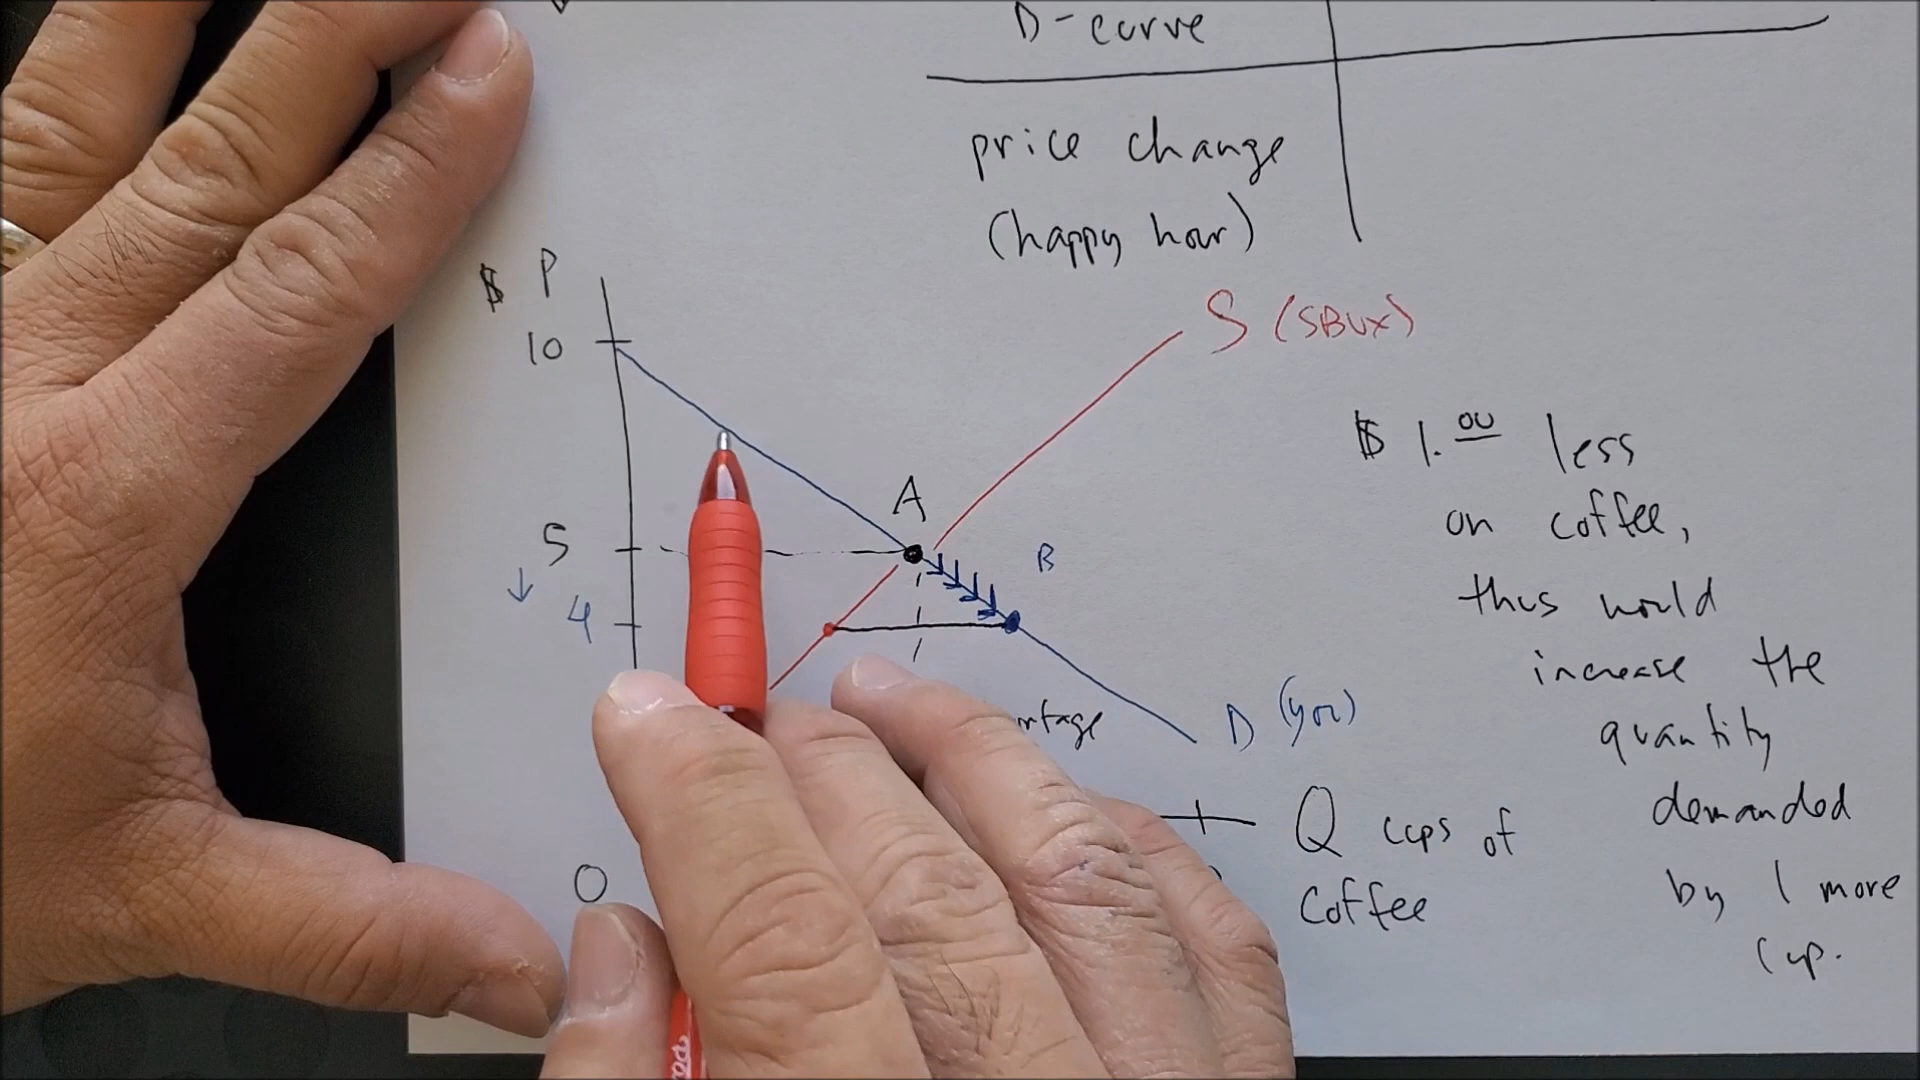 D-curve
price change
(happy hour)
$ P
10
S (SBUX)
A
5
B
↓ 4
D (you)
0
Q cups of
Coffee
$ 1.00 less
on coffee,
thus would
increase the
quantity
demanded
by 1 more
cup.